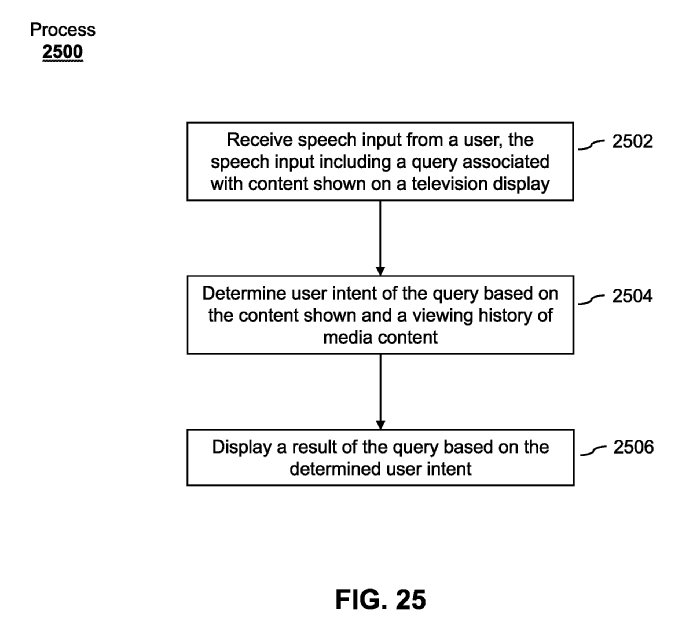 Process
2500
Receive speech input from a user, the
speech input including a query associated
with content shown on a television display
2502
Determine user intent of the query based on
the content shown and a viewing history of
media content
2504
Display a result of the query based on the
determined user intent
2506
FIG. 25